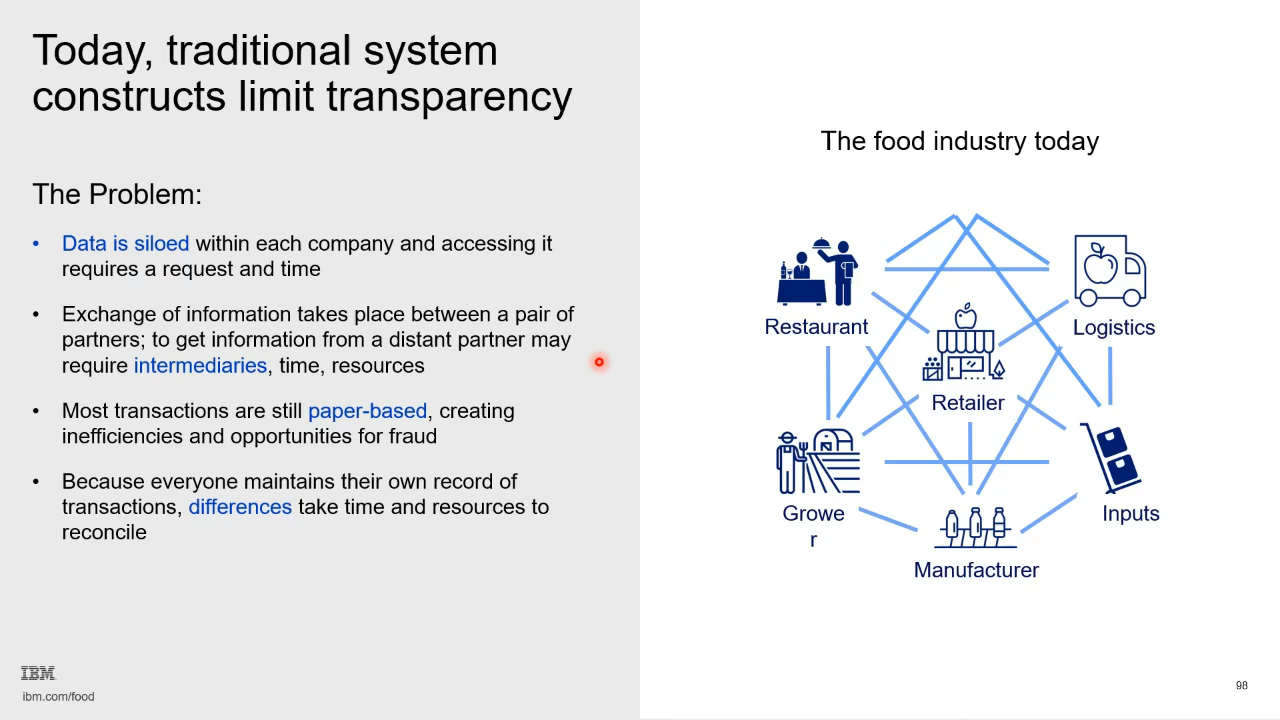 Today, traditional system
constructs limit transparency
The Problem:
• Data is siloed within each company and accessing it
requires a request and time
• Exchange of information takes place between a pair of
partners; to get information from a distant partner may
require intermediaries, time, resources
• Most transactions are still paper-based, creating
inefficiencies and opportunities for fraud
• Because everyone maintains their own record of
transactions, differences take time and resources to
reconcile
IBM
ibm.com/food
The food industry today
Restaurant
Logistics
Retailer
Growe
r
Inputs
Manufacturer
98